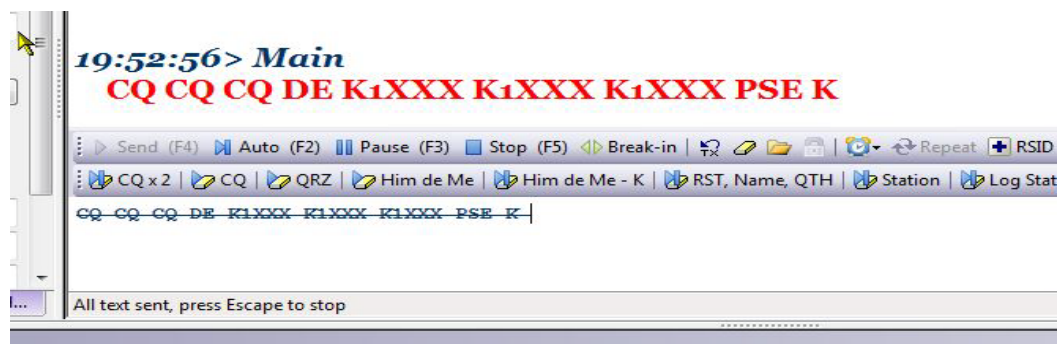 19:52:56> Main
CQ CQ CQ DE K1XXX K1XXX K1XXX PSE K
Send (F4) Auto (F2) Pause (F3) Stop (F5) Break-in Repeat RSID
CQ x 2 | CQ | QRZ | Him de Me | Him de Me - K | RST, Name, QTH | Station | Log Stat
CQ CQ CQ DE K1XXX K1XXX K1XXX PSE K
All text sent, press Escape to stop